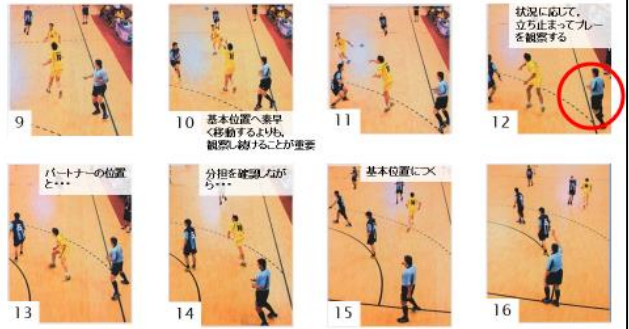 状況に応じて,
立ち止まってプレー
を観察する
9
10
基本位置へ素早
く移動するよりも,
観察し続けることが重要
11
12
パートナーの位置
と・・・
分担を確認しなが
ら・・・
基本位置につく
13
14
15
16